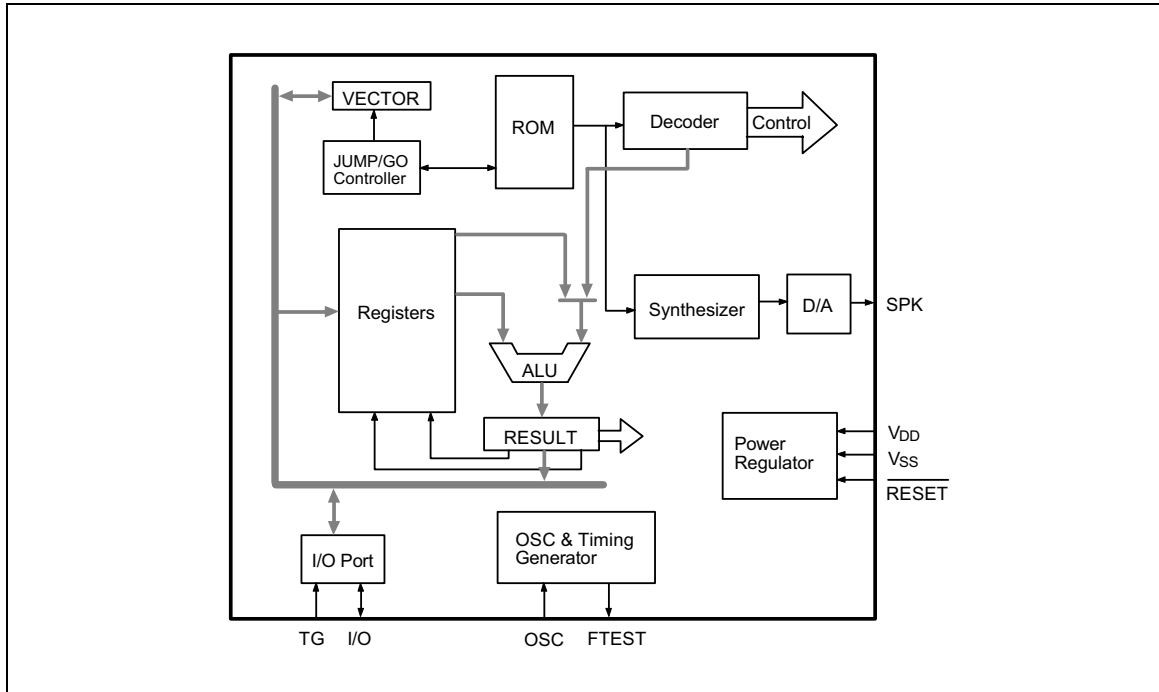 VECTOR
JUMP/GO
Controller
ROM
Decoder
Control
Registers
Synthesizer
D/A
SPK
ALU
RESULT
Power
Regulator
VDD
VSS
RESET
I/O Port
OSC & Timing
Generator
TG
I/O
OSC
FTEST